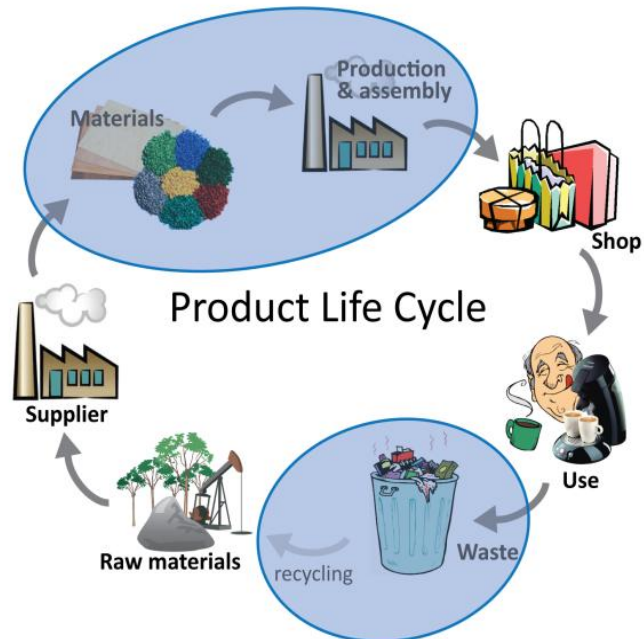 Production
& assembly
Materials
Shop
Product Life Cycle
Supplier
Use
Raw materials
recycling
Waste